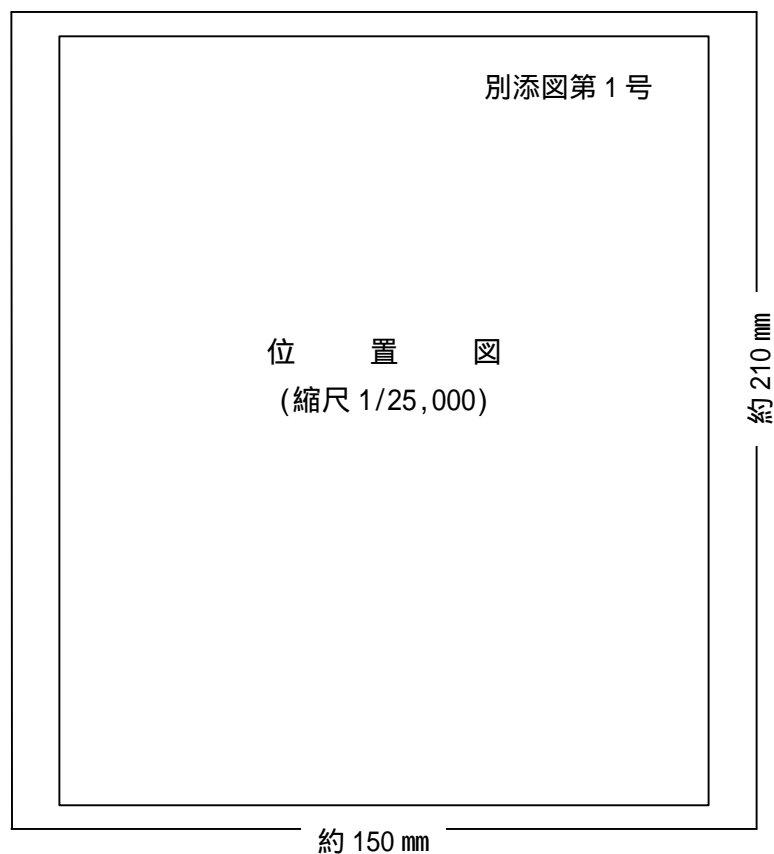 別添図第 1 号
位 置 図
(縮尺 1/25,000)
約 210 ㎜
約 150 ㎜